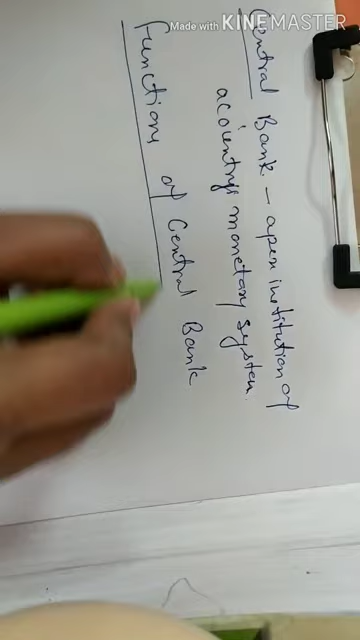 Made with KINEMASTER
Central Bank - apex institution of
a country's monetary system.
Functions of Central Bank